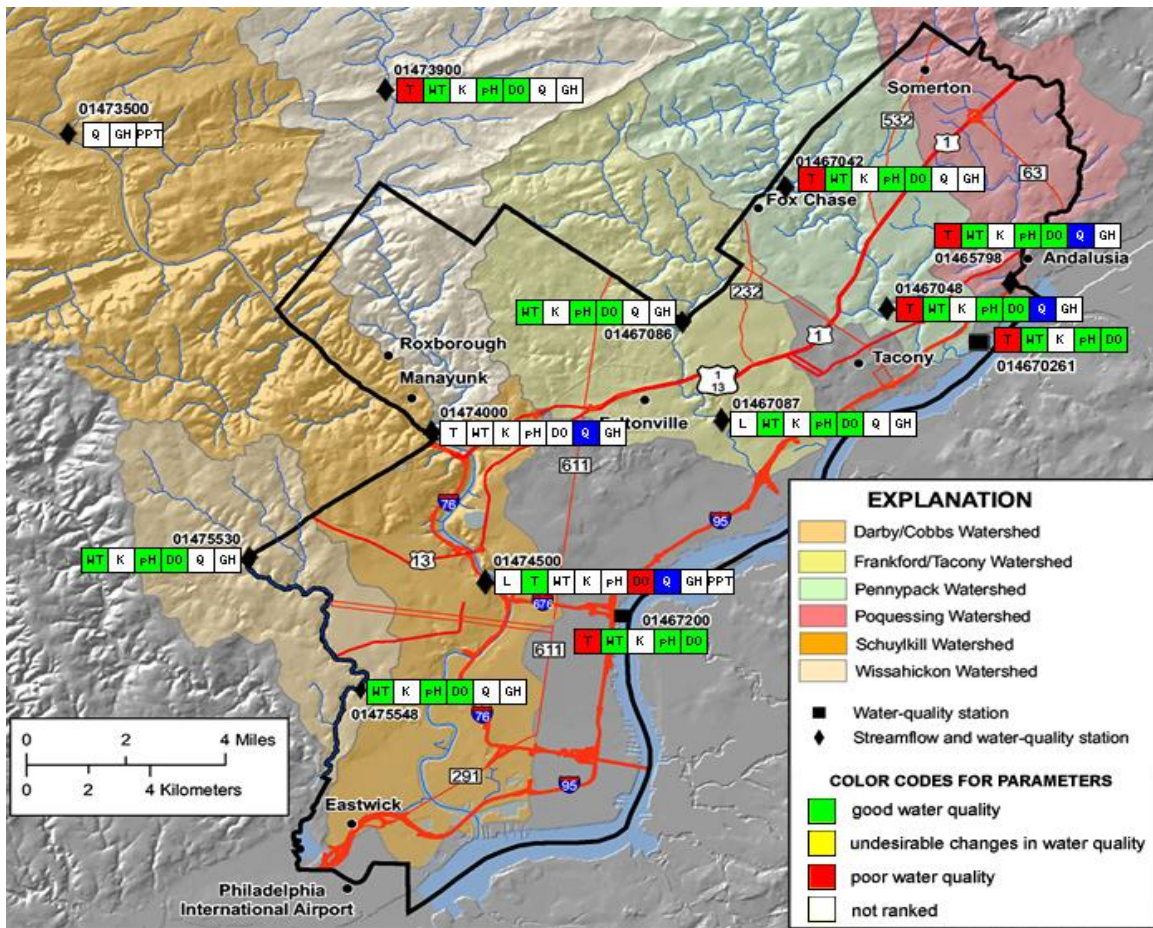 01473900
T WT K pH DO Q GH
01473500
Q GH PPT
Somerton
532
1
01467042
T WT K pH DO Q GH
63
Fox Chase
T WT K pH DO Q GH
01465798
Andalusia
01467048
T WT K pH DO Q GH
232
WT K pH DO Q GH
01467086
1
T WT K pH DO
014670261
Roxborough
Tacony
Manayunk
1
13
01474000
T WT K pH DO Q GH
01467087
L WT K pH DO Q GH
611
76
95
01475530
WT K pH DO Q GH
13
01474500
L T WT K pH DO Q GH PPT
676
01467200
T WT K pH DO
611
WT K pH DO Q GH
01475548
76
291
95
Eastwick
Philadelphia
International Airport
0 2 4 Miles
0 2 4 Kilometers
EXPLANATION
Darby/Cobbs Watershed
Frankford/Tacony Watershed
Pennypack Watershed
Poquessing Watershed
Schuylkill Watershed
Wissahickon Watershed
Water-quality station
Streamflow and water-quality station
COLOR CODES FOR PARAMETERS
good water quality
undesirable changes in water quality
poor water quality
not ranked